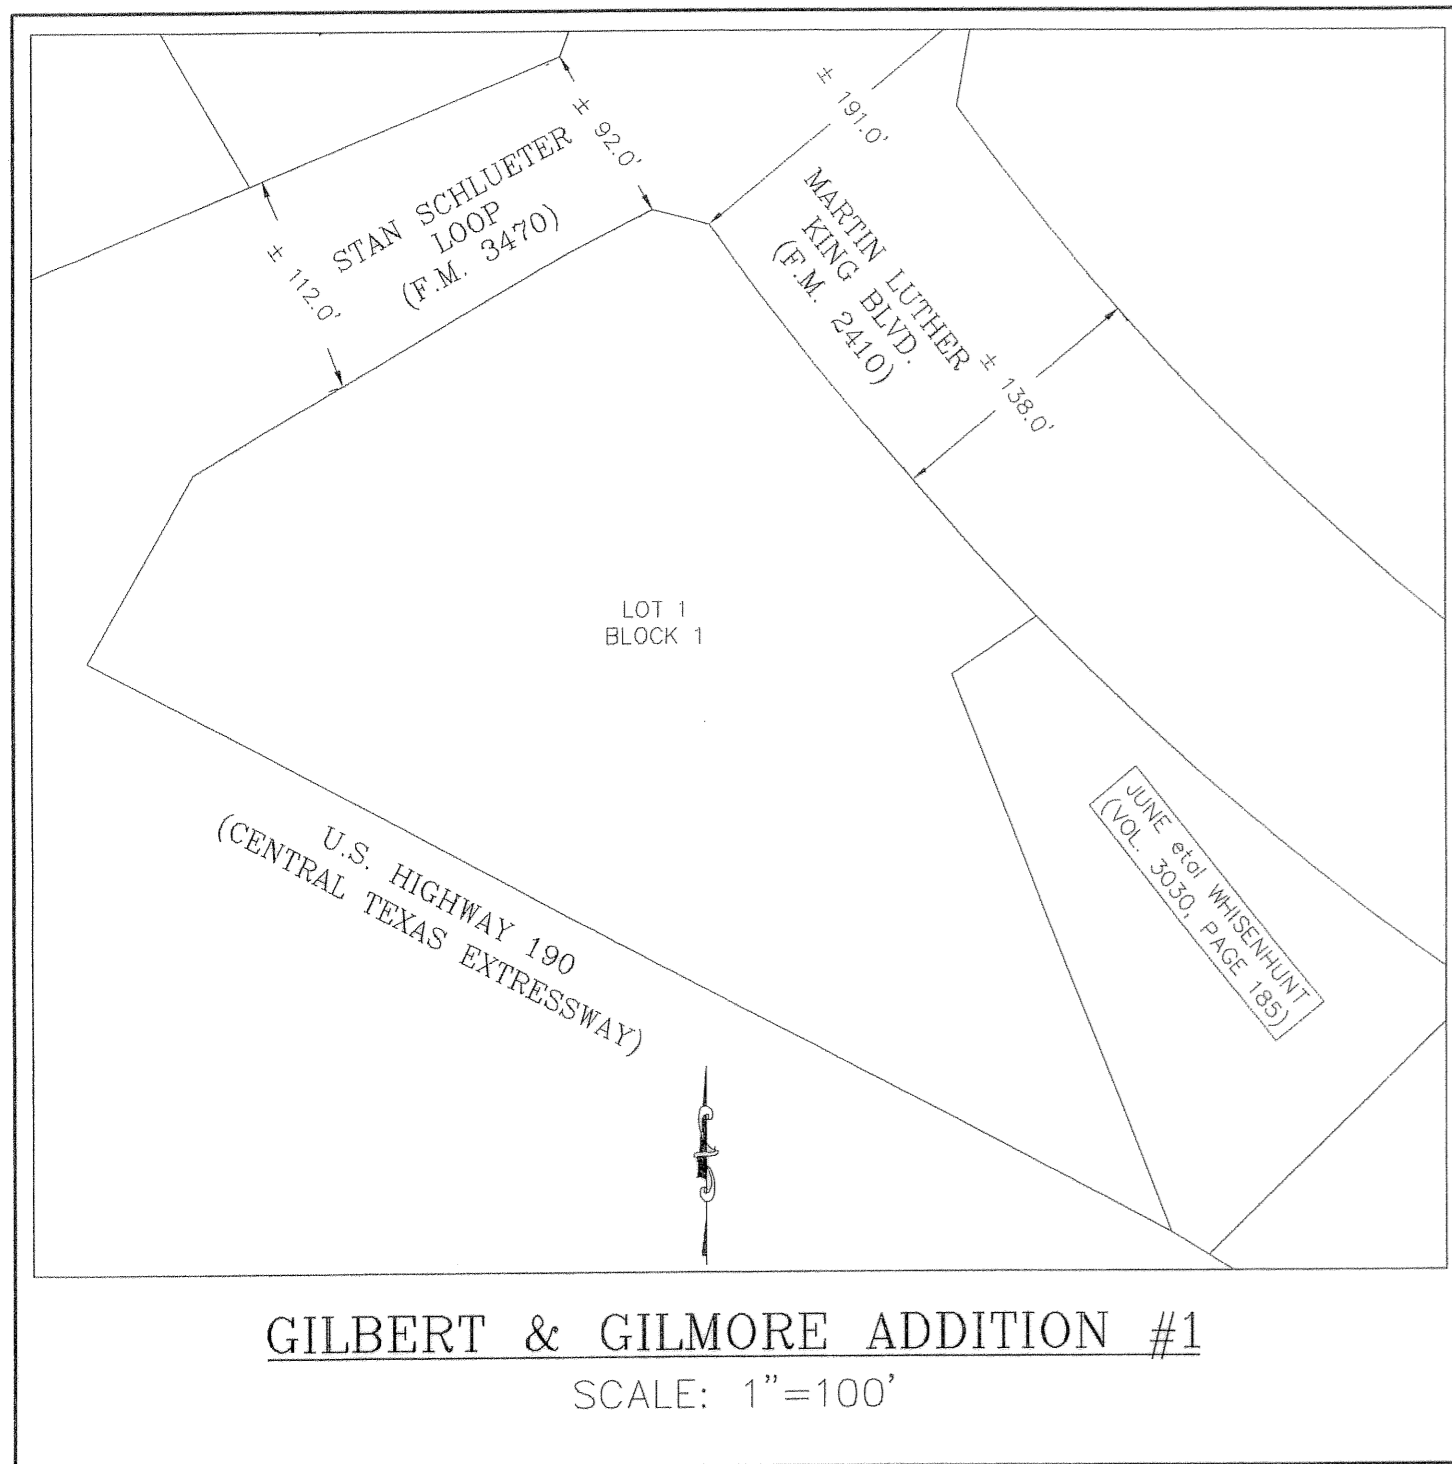 ± 92.0'
± 191.0'
STAN SCHLUETER
LOOP
(F.M. 3470)
± 112.0'
MARTIN LUTHER
KING BLVD.
(F.M. 2410)
± 138.0'
LOT 1
BLOCK 1
JUNE etal WHISENHUNT
(VOL. 3030, PAGE 185)
U.S. HIGHWAY 190
(CENTRAL TEXAS EXTRESSWAY)
GILBERT & GILMORE ADDITION #1
SCALE: 1"=100'